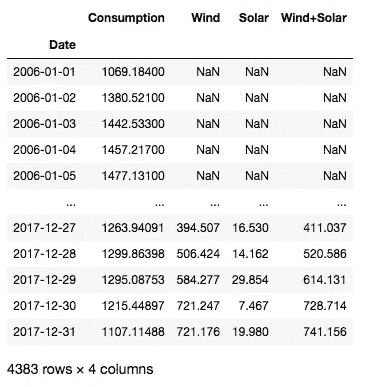 Consumption Wind Solar Wind+Solar
Date
2006-01-01 1069.18400 NaN NaN NaN
2006-01-02 1380.52100 NaN NaN NaN
2006-01-03 1442.53300 NaN NaN NaN
2006-01-04 1457.21700 NaN NaN NaN
2006-01-05 1477.13100 NaN NaN NaN
... ... ... ... ...
2017-12-27 1263.94091 394.507 16.530 411.037
2017-12-28 1299.86398 506.424 14.162 520.586
2017-12-29 1295.08753 584.277 29.854 614.131
2017-12-30 1215.44897 721.247 7.467 728.714
2017-12-31 1107.11488 721.176 19.980 741.156
4383 rows × 4 columns